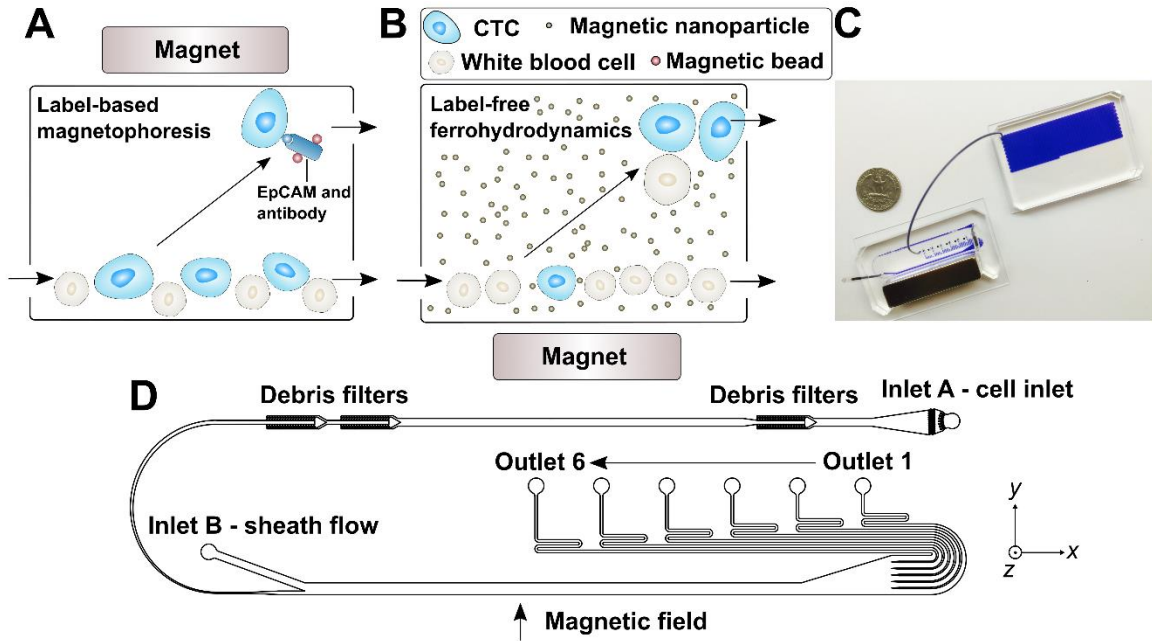 A
Magnet
Label-based
magnetophoresis
EpCAM and
antibody
B
CTC
Magnetic nanoparticle
White blood cell
Magnetic bead
Label-free
ferrohydrodynamics
Magnet
C
D
Debris filters
Debris filters
Inlet A - cell inlet
Outlet 6
Outlet 1
Inlet B - sheath flow
Magnetic field
y
z
x